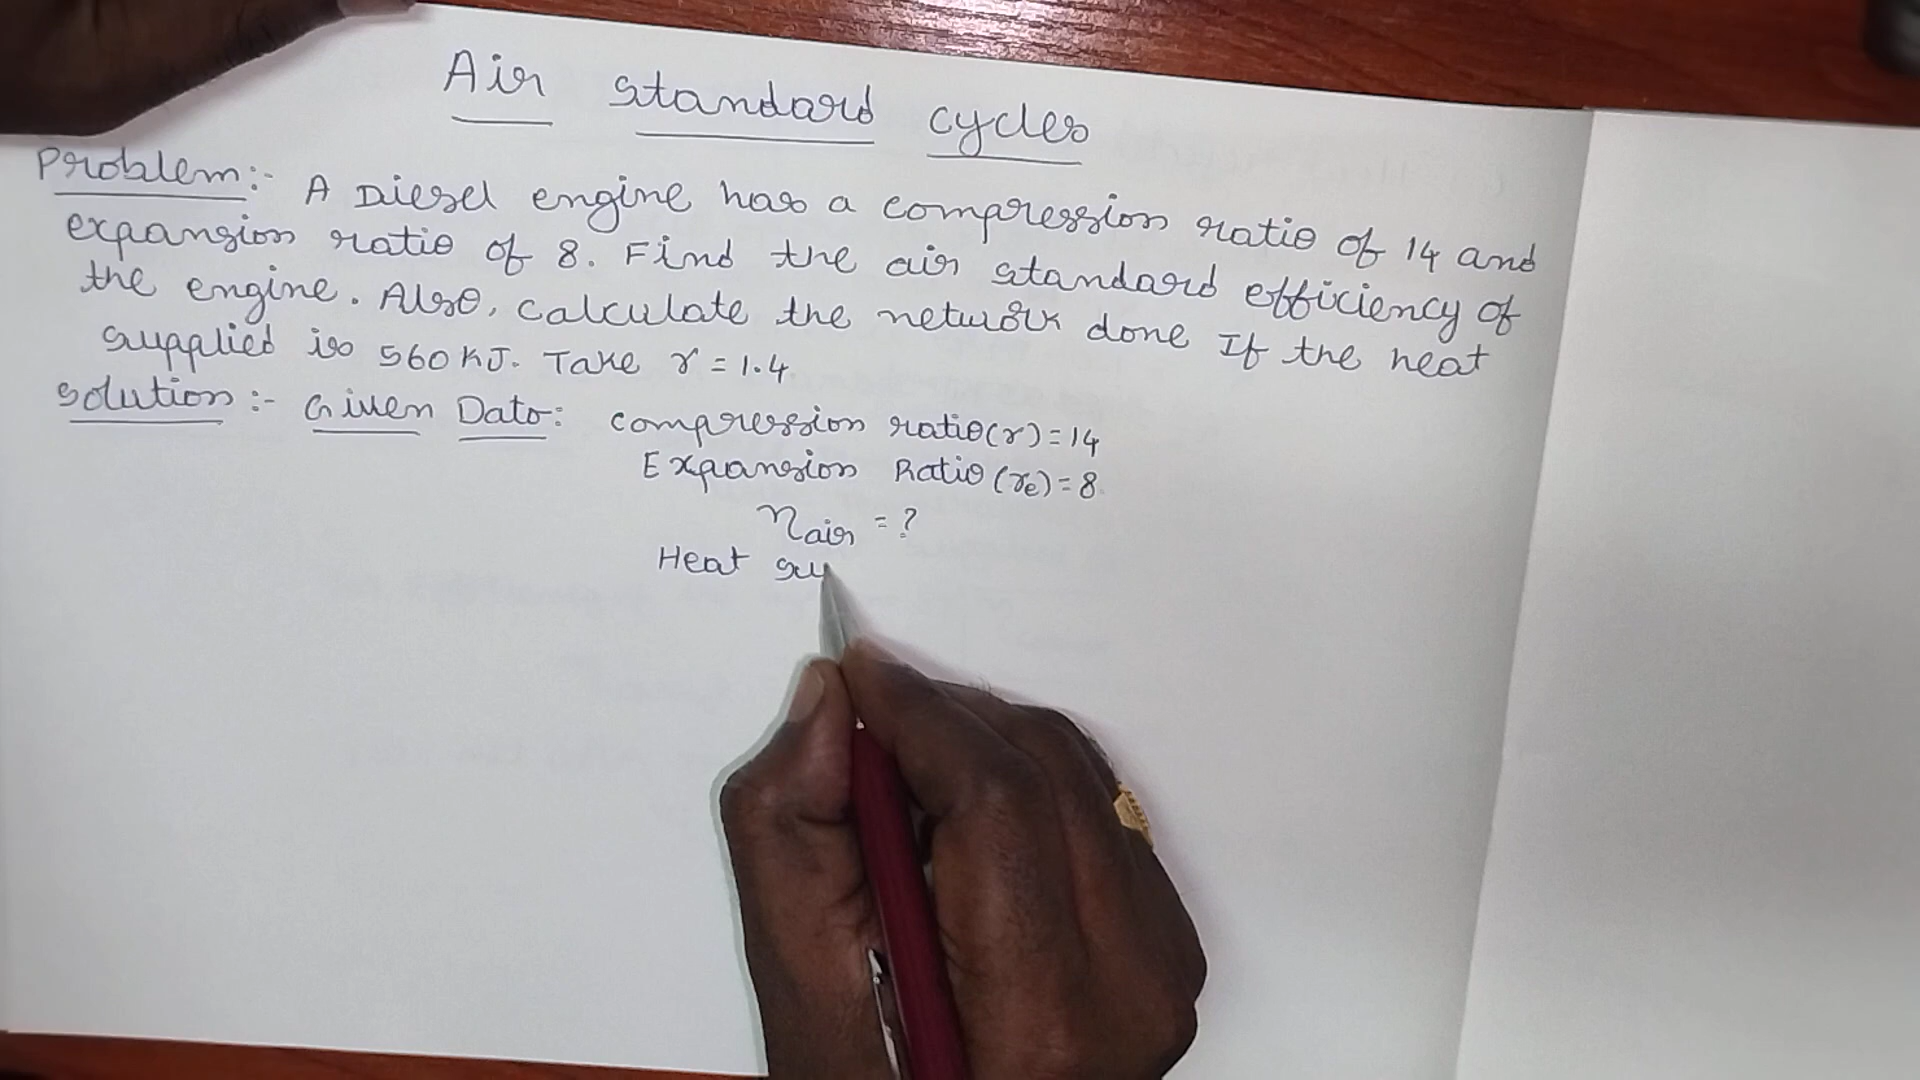 Air standard cycles
Problem:- A Diesel engine has a compression ratio of 14 and
expansion ratio of 8. Find the air standard efficiency of
the engine. Also, calculate the network done If the heat
supplied is 560 KJ. Take γ = 1.4
Solution:- Given Data: compression ratio(r)=14
Expansion Ratio(re)=8
ηair = ?
Heat su